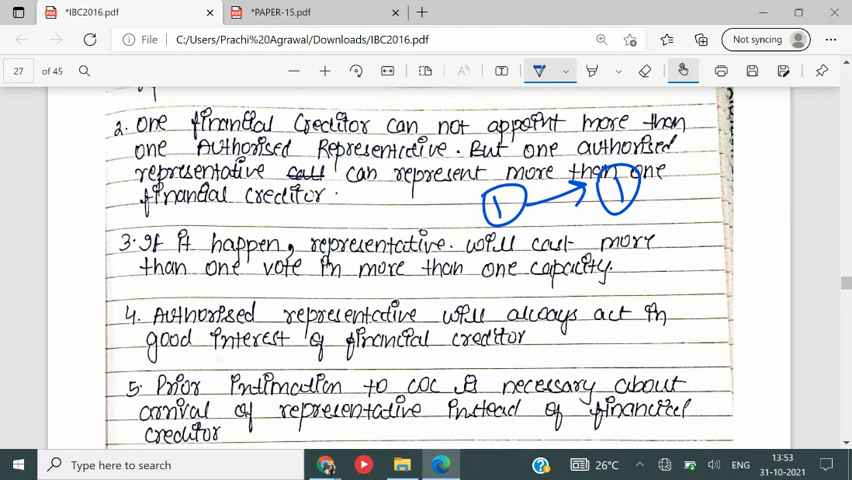 *IBC2016.pdf
*PAPER-15.pdf
File
C:/Users/Prachi%20Agrawal/Downloads/IBC2016.pdf
Not syncing
27 of 45
2. One financial Creditor can not appoint more than
one Authorised Representative. But one authorised
representative can represent more than one
financial creditor.
1 → 1
3. If it happen, representative. will cast more
than one vote in more than one capacity.
4. Authorised representative will always act in
good interest of financial creditor
5. Prior intimation to COC is necessary about
arrival of representative instead of financial
creditor
Type here to search
26°C
ENG
13:53
31-10-2021